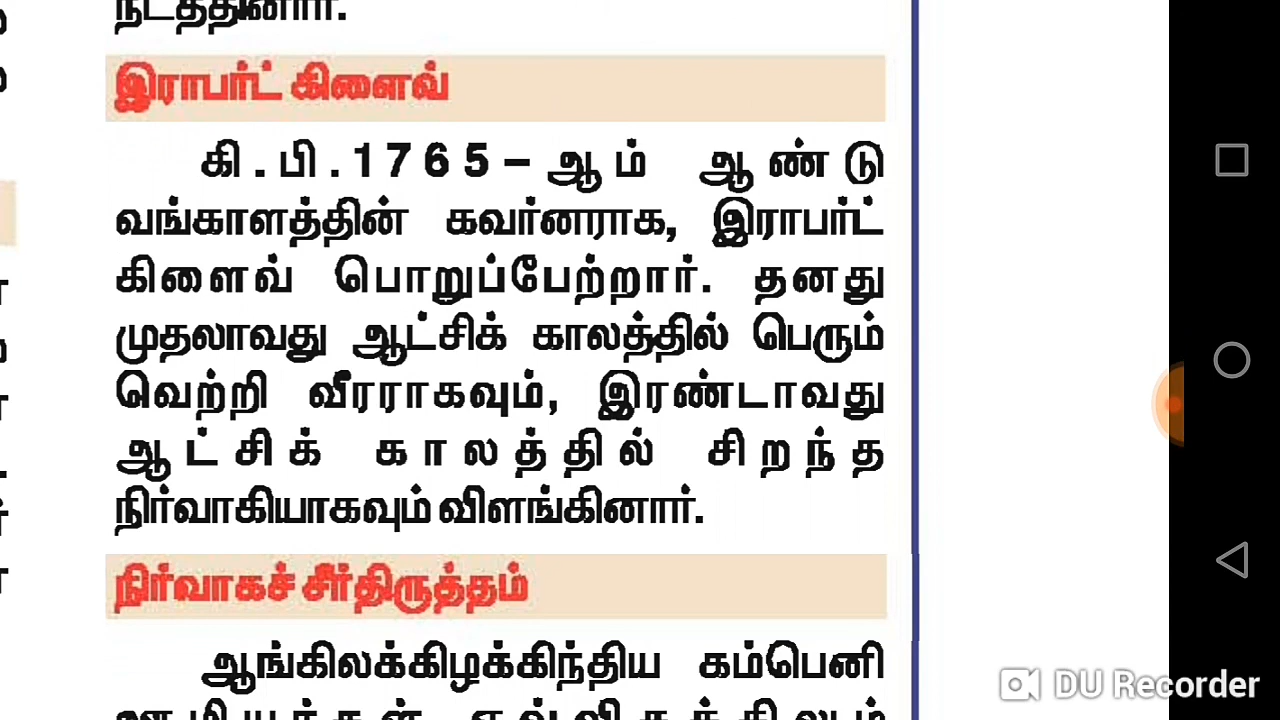 நடத்தினார்.
இராபர்ட் கிளைவ்
கி.பி.1765–ஆம் ஆண்டு
வங்காளத்தின் கவர்னராக, இராபர்ட்
கிளைவ் பொறுப்பேற்றார். தனது
முதலாவது ஆட்சிக் காலத்தில் பெரும்
வெற்றி வீரராகவும், இரண்டாவது
ஆட்சிக் காலத்தில் சிறந்த
நிர்வாகியாகவும் விளங்கினார்.
நிர்வாகச் சீர்திருத்தம்
ஆங்கிலக்கிழக்கிந்திய கம்பெனி
DU Recorder